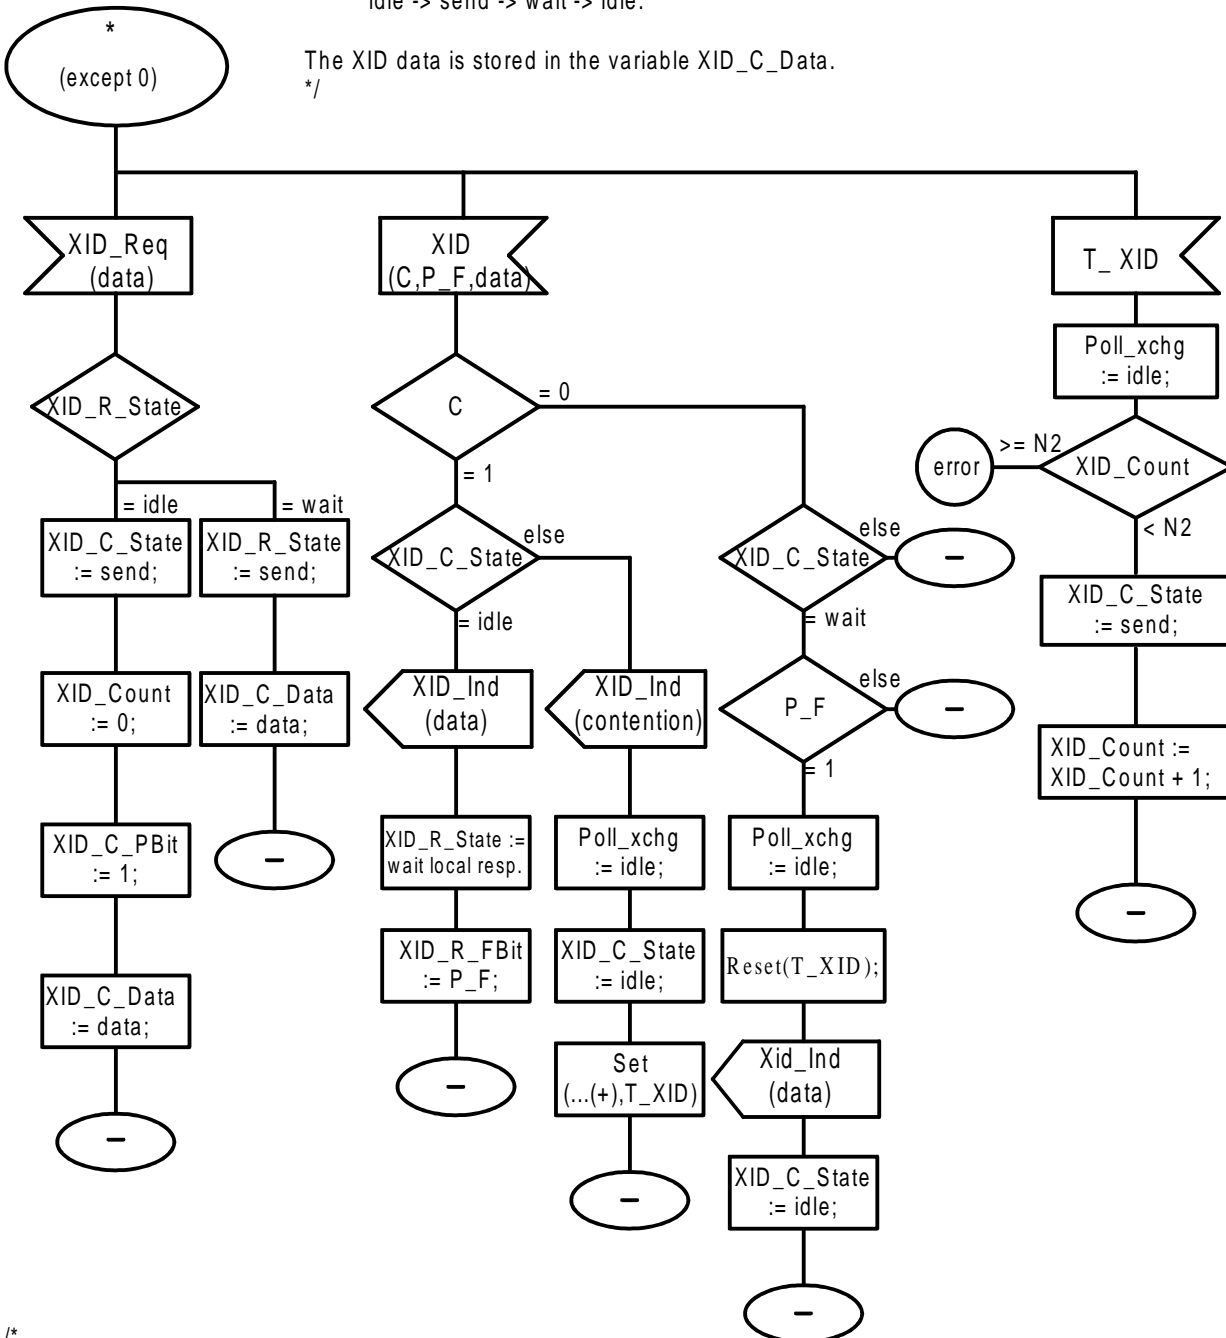 idle -> send -> wait -> idle.
*
(except 0)
The XID data is stored in the variable XID_C_Data.
*/
XID_Req
(data)
XID
(C,P_F,data)
T_ XID
Poll_xchg
:= idle;
XID_R_State
C
= 0
error
>= N2
XID_Count
< N2
= idle
= wait
= 1
XID_C_State
:= send;
XID_R_State
:= send;
XID_C_State
else
= idle
XID_C_State
else
–
= wait
XID_C_State
:= send;
XID_Count
:= 0;
XID_C_Data
:= data;
XID_Ind
(data)
XID_Ind
(contention)
P_F
else
–
= 1
XID_Count :=
XID_Count + 1;
XID_C_PBit
:= 1;
–
XID_R_State :=
wait local resp.
Poll_xchg
:= idle;
Poll_xchg
:= idle;
–
XID_R_FBit
:= P_F;
XID_C_State
:= idle;
Reset(T_XID);
XID_C_Data
:= data;
–
Set
(...(+),T_XID)
Xid_Ind
(data)
–
–
XID_C_State
:= idle;
–
/*